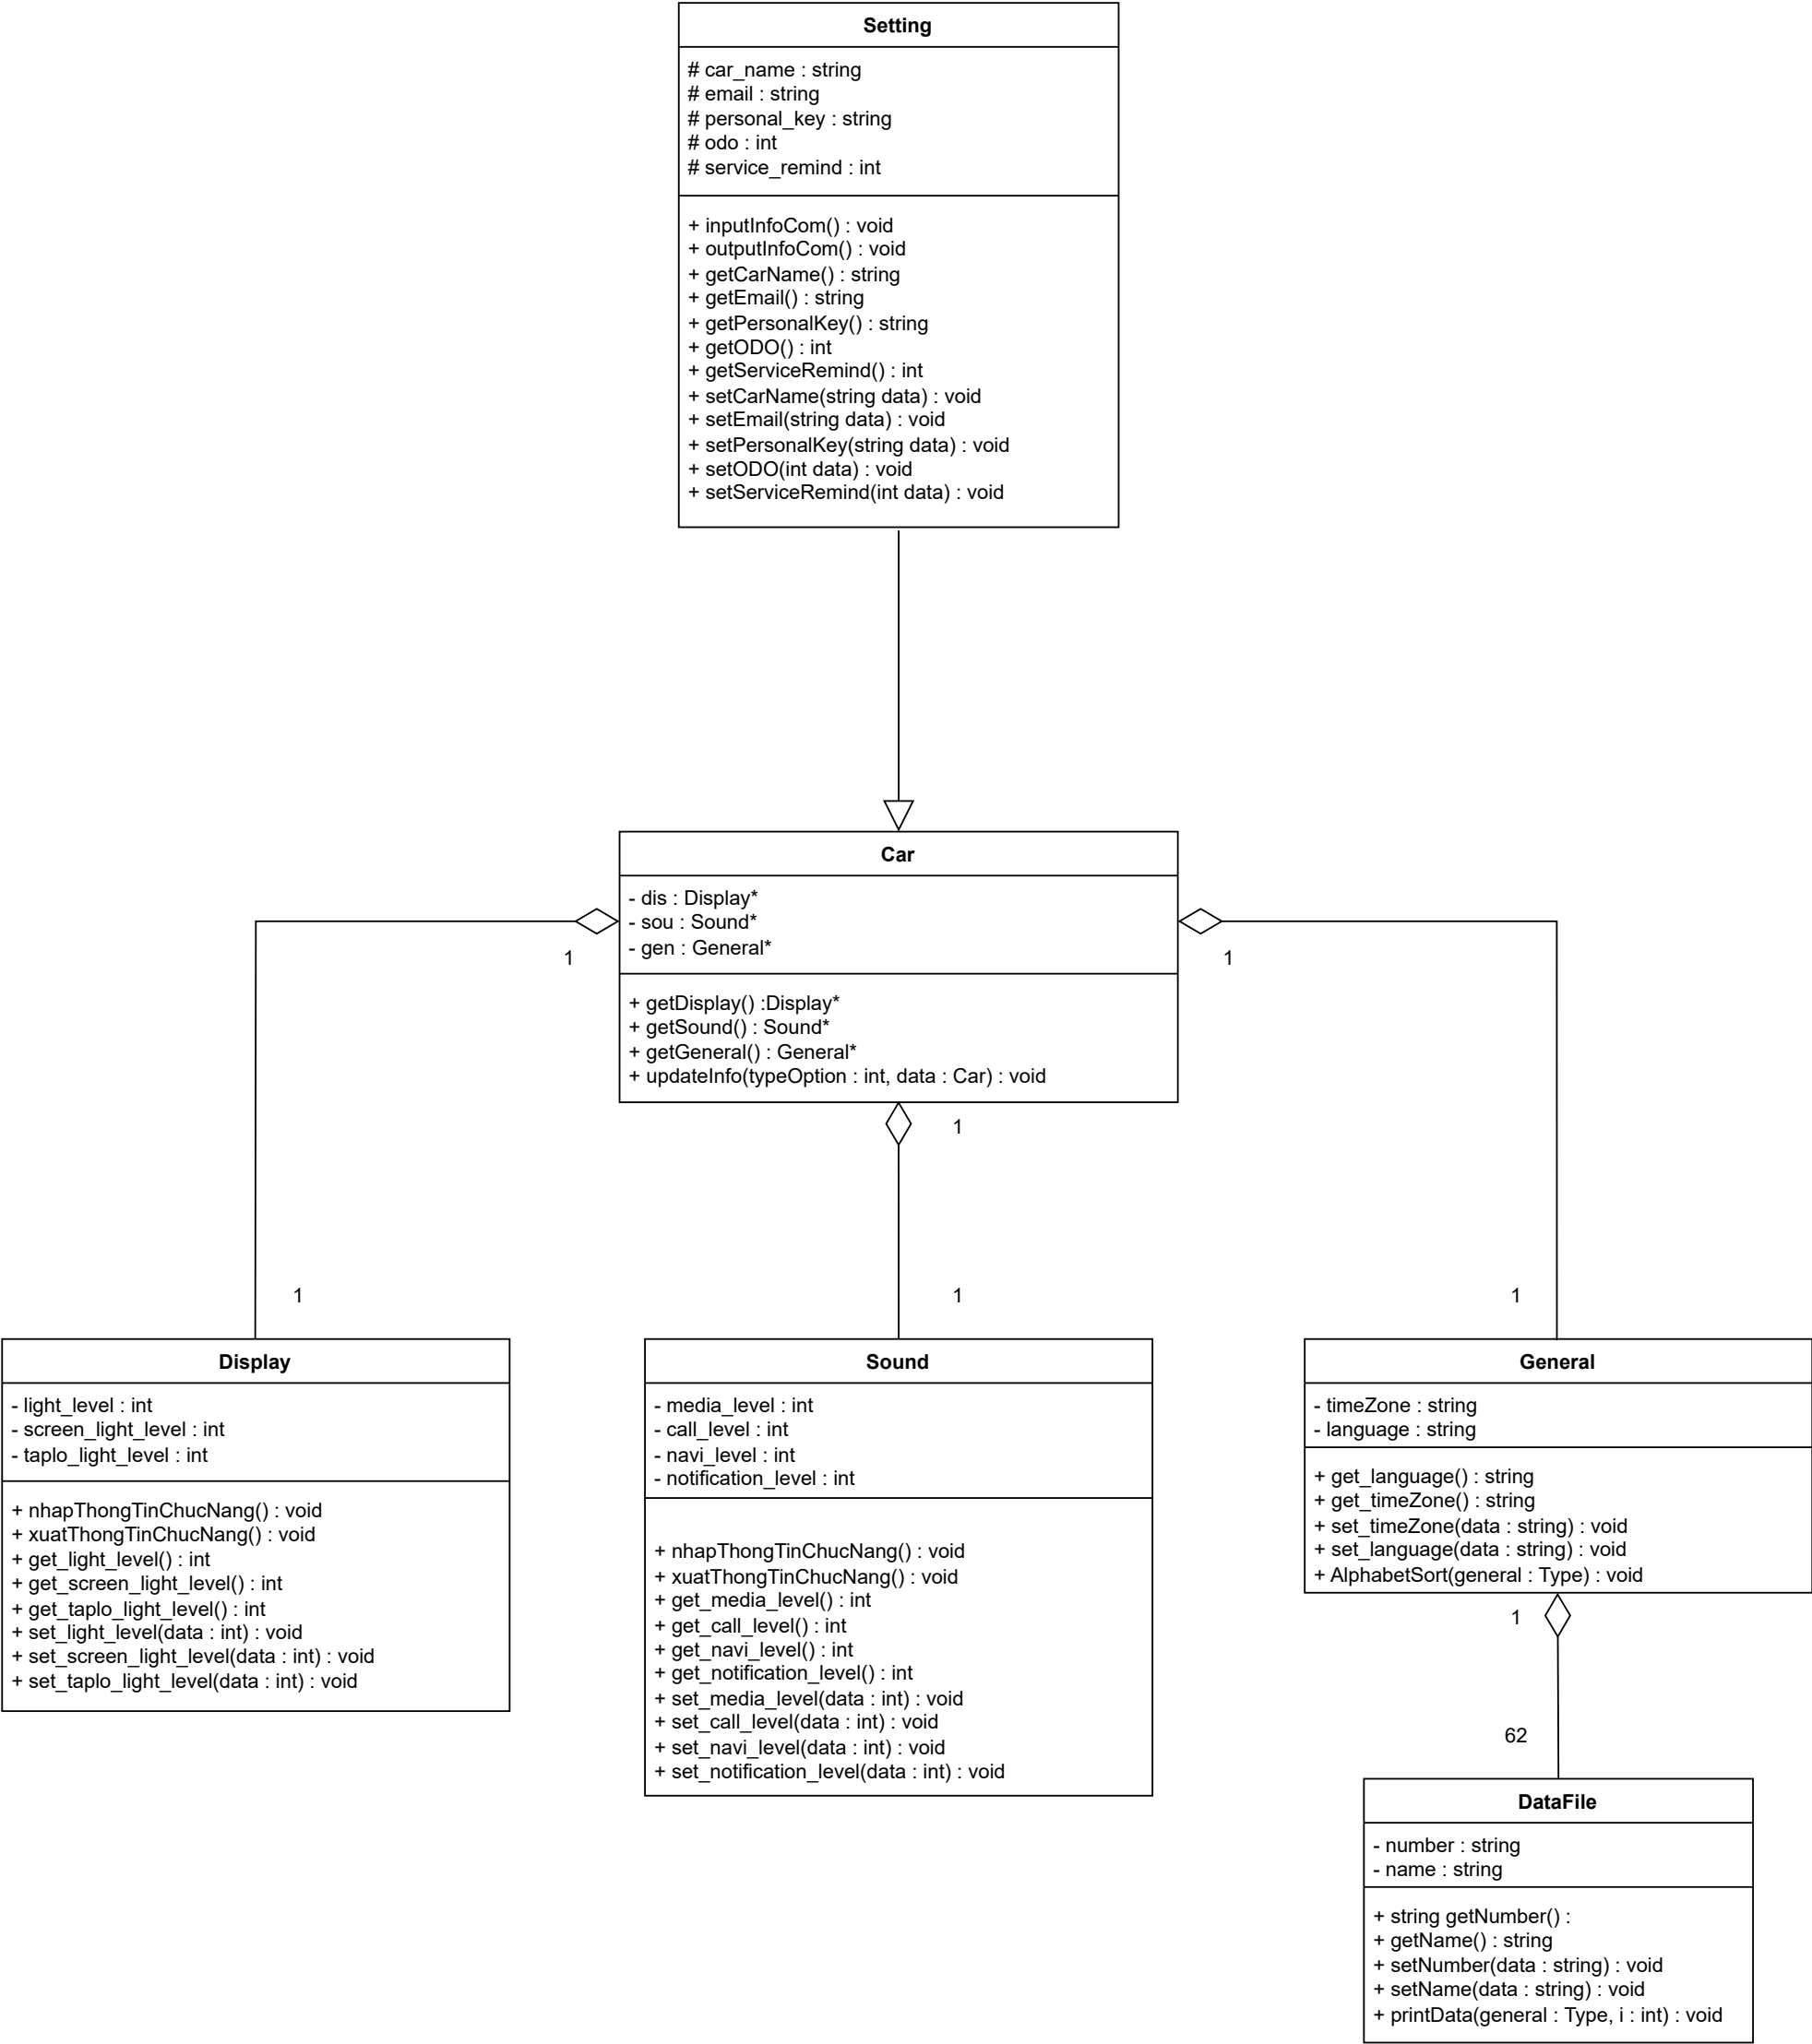 Setting
# car_name : string
# email : string
# personal_key : string
# odo : int
# service_remind : int
+ inputInfoCom() : void
+ outputInfoCom() : void
+ getCarName() : string
+ getEmail() : string
+ getPersonalKey() : string
+ getODO() : int
+ getServiceRemind() : int
+ setCarName(string data) : void
+ setEmail(string data) : void
+ setPersonalKey(string data) : void
+ setODO(int data) : void
+ setServiceRemind(int data) : void
Car
- dis : Display*
- sou : Sound*
- gen : General*
+ getDisplay() :Display*
+ getSound() : Sound*
+ getGeneral() : General*
+ updateInfo(typeOption : int, data : Car) : void
1
1
1
1
1
1
Display
- light_level : int
- screen_light_level : int
- taplo_light_level : int
+ nhapThongTinChucNang() : void
+ xuatThongTinChucNang() : void
+ get_light_level() : int
+ get_screen_light_level() : int
+ get_taplo_light_level() : int
+ set_light_level(data : int) : void
+ set_screen_light_level(data : int) : void
+ set_taplo_light_level(data : int) : void
Sound
- media_level : int
- call_level : int
- navi_level : int
- notification_level : int
+ nhapThongTinChucNang() : void
+ xuatThongTinChucNang() : void
+ get_media_level() : int
+ get_call_level() : int
+ get_navi_level() : int
+ get_notification_level() : int
+ set_media_level(data : int) : void
+ set_call_level(data : int) : void
+ set_navi_level(data : int) : void
+ set_notification_level(data : int) : void
General
- timeZone : string
- language : string
+ get_language() : string
+ get_timeZone() : string
+ set_timeZone(data : string) : void
+ set_language(data : string) : void
+ AlphabetSort(general : Type) : void
1
62
DataFile
- number : string
- name : string
+ string getNumber() :
+ getName() : string
+ setNumber(data : string) : void
+ setName(data : string) : void
+ printData(general : Type, i : int) : void